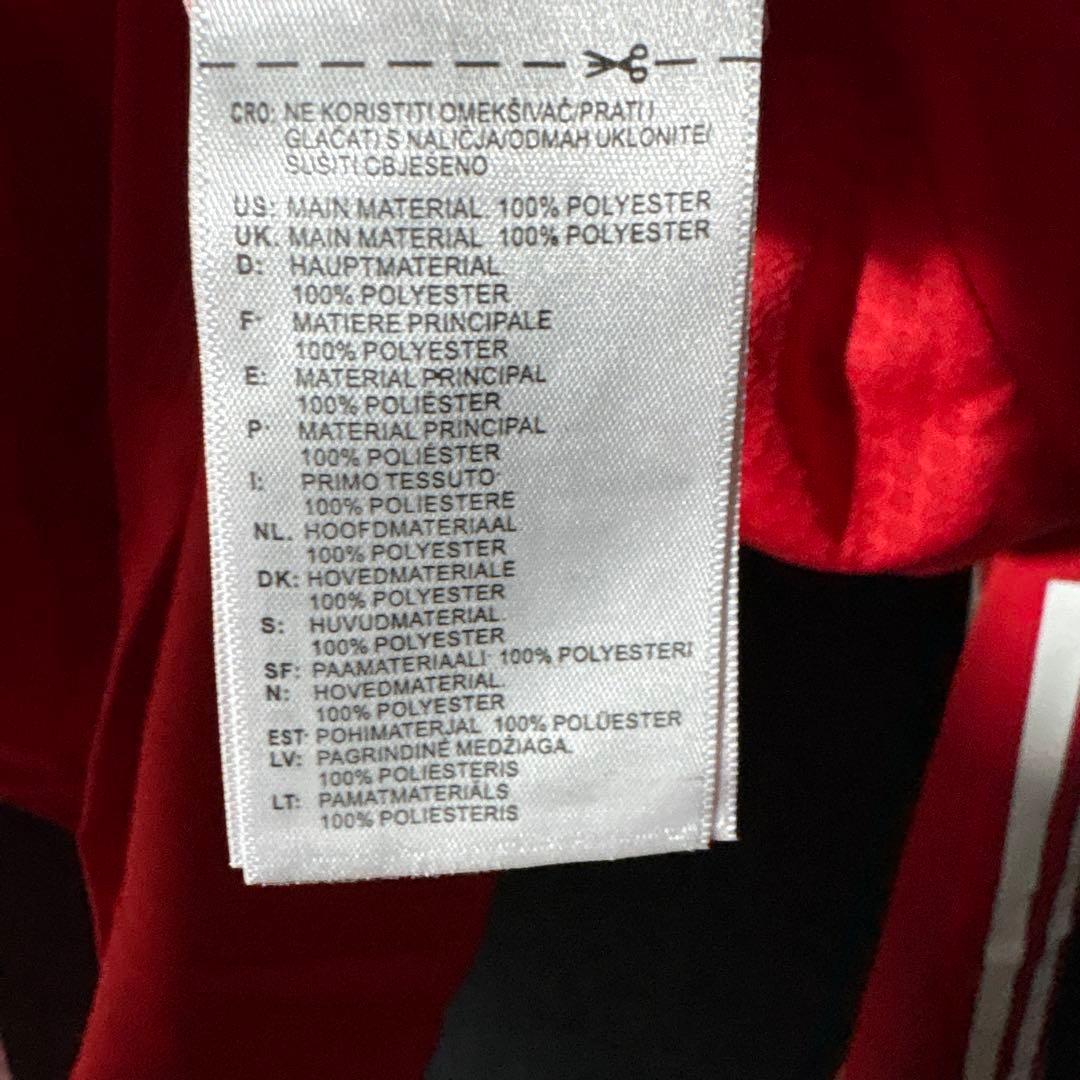 CRO: NE KORISTITI OMEKŠIVAČ/PRATI I
GLAČATI S NALIČJA/ODMAH UKLONITE/
SUŠITI OBJEŠENO
US: MAIN MATERIAL 100% POLYESTER
UK: MAIN MATERIAL 100% POLYESTER
D: HAUPTMATERIAL
100% POLYESTER
F: MATIERE PRINCIPALE
100% POLYESTER
E: MATERIAL PRINCIPAL
100% POLIÉSTER
P: MATERIAL PRINCIPAL
100% POLIÉSTER
I: PRIMO TESSUTO
100% POLIESTERE
NL: HOOFDMATERIAAL
100% POLYESTER
DK: HOVEDMATERIALE
100% POLYESTER
S: HUVUDMATERIAL
100% POLYESTER
SF: PÄÄMATERIAALI 100% POLYESTERI
N: HOVEDMATERIAL
100% POLYESTER
EST: PÕHIMATERJAL 100% POLÜESTER
LV: PAGRINDINĖ MEDŽIAGA
100% POLIESTERIS
LT: PAMATMATERIĀLS
100% POLIESTERIS